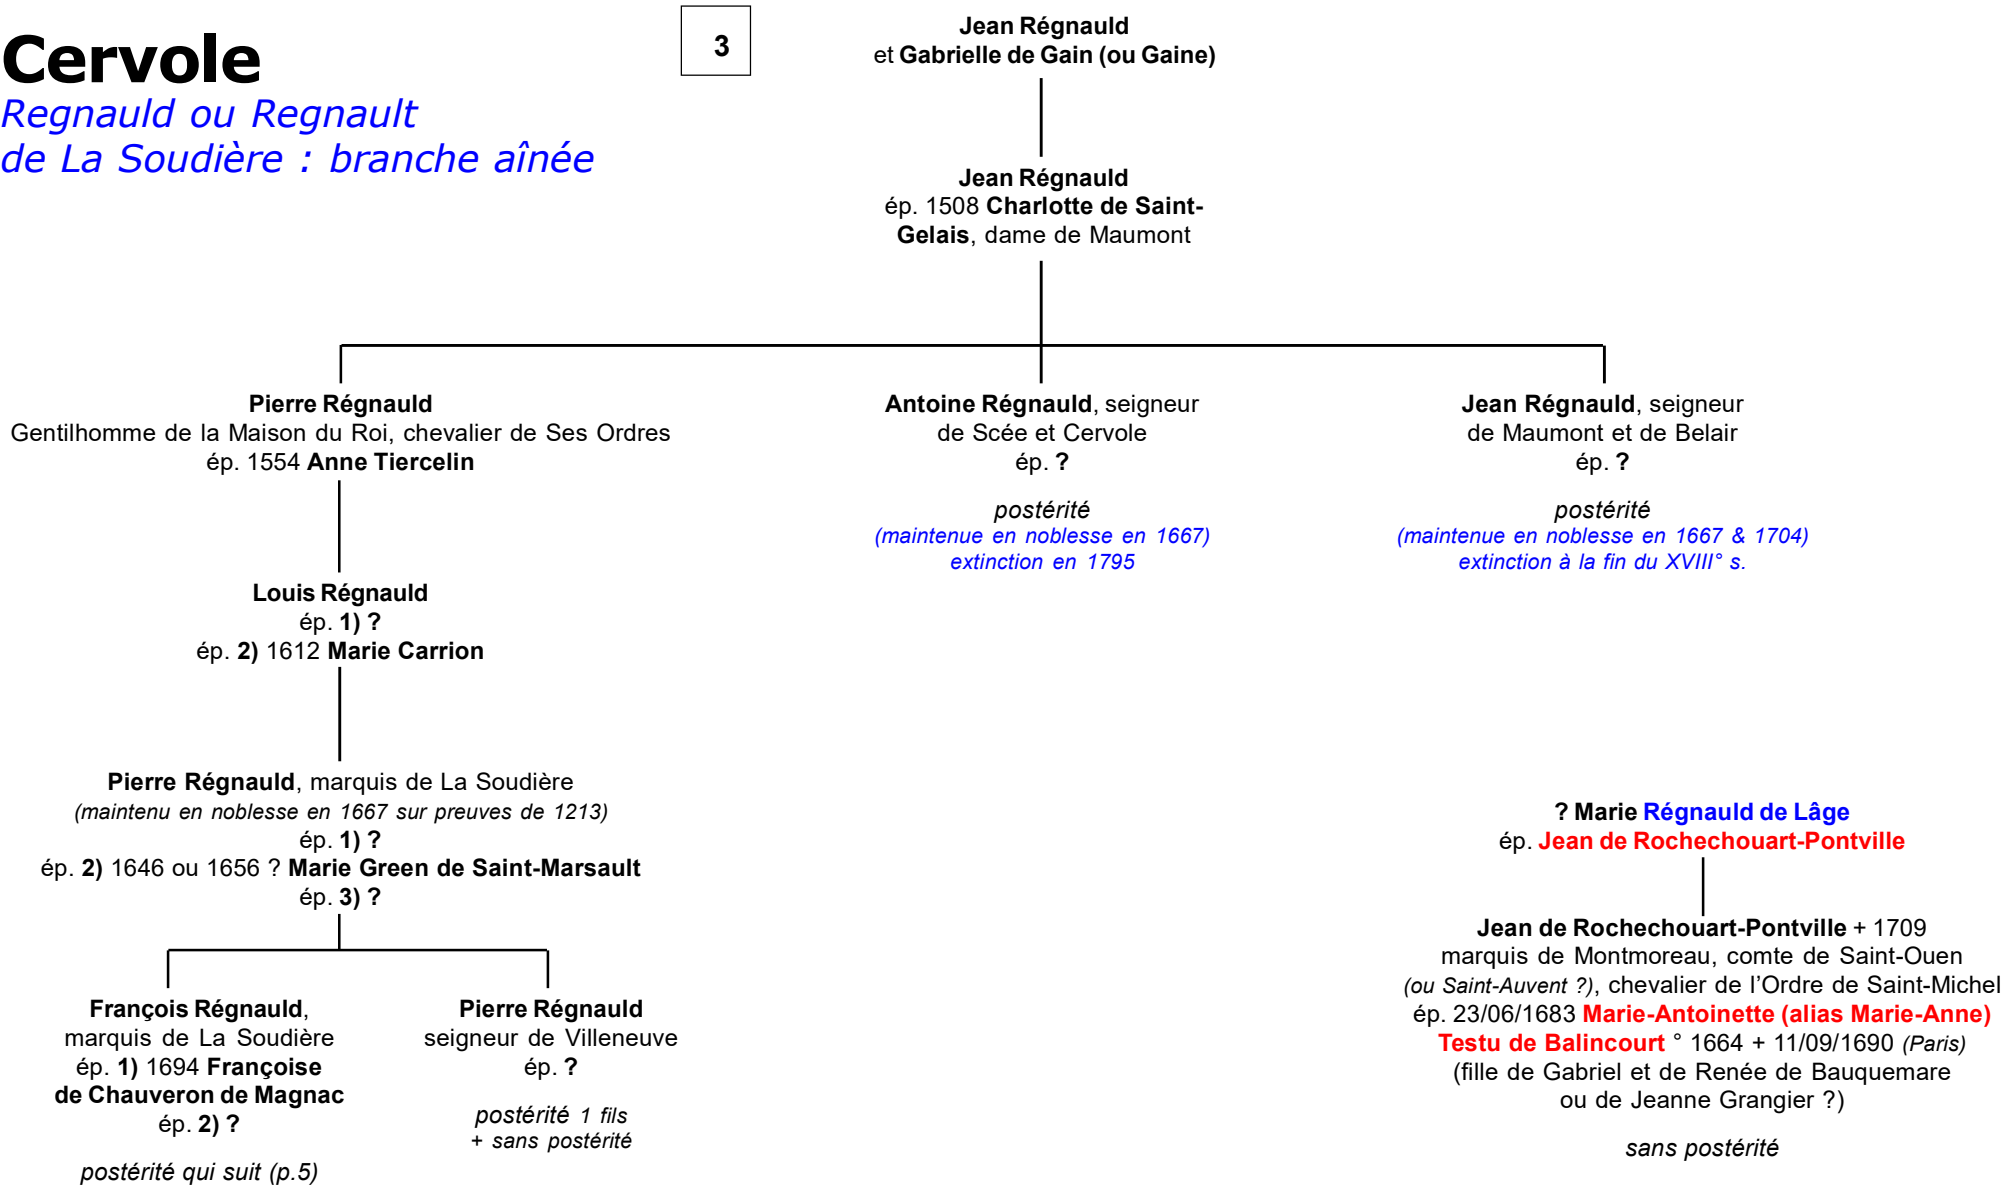 Cervole
Regnauld ou Regnault
de La Soudière : branche aînée
3
Jean Régnauld
et Gabrielle de Gain (ou Gaine)
Jean Régnauld
ép. 1508 Charlotte de Saint-
Gelais, dame de Maumont
Pierre Régnauld
Gentilhomme de la Maison du Roi, chevalier de Ses Ordres
ép. 1554 Anne Tiercelin
Antoine Régnauld, seigneur
de Scée et Cervole
ép. ?
postérité
(maintenue en noblesse en 1667)
extinction en 1795
Jean Régnauld, seigneur
de Maumont et de Belair
ép. ?
postérité
(maintenue en noblesse en 1667 & 1704)
extinction à la fin du XVIII° s.
Louis Régnauld
ép. 1) ?
ép. 2) 1612 Marie Carrion
Pierre Régnauld, marquis de La Soudière
(maintenu en noblesse en 1667 sur preuves de 1213)
ép. 1) ?
ép. 2) 1646 ou 1656 ? Marie Green de Saint-Marsault
ép. 3) ?
François Régnauld,
marquis de La Soudière
ép. 1) 1694 Françoise
de Chauveron de Magnac
ép. 2) ?
postérité qui suit (p.5)
Pierre Régnauld
seigneur de Villeneuve
ép. ?
postérité 1 fils
+ sans postérité
? Marie Régnauld de Lâge
ép. Jean de Rochechouart-Pontville
Jean de Rochechouart-Pontville + 1709
marquis de Montmoreau, comte de Saint-Ouen
(ou Saint-Auvent ?), chevalier de l'Ordre de Saint-Michel
ép. 23/06/1683 Marie-Antoinette (alias Marie-Anne)
Testu de Balincourt ° 1664 + 11/09/1690 (Paris)
(fille de Gabriel et de Renée de Bauquemare
ou de Jeanne Grangier ?)
sans postérité